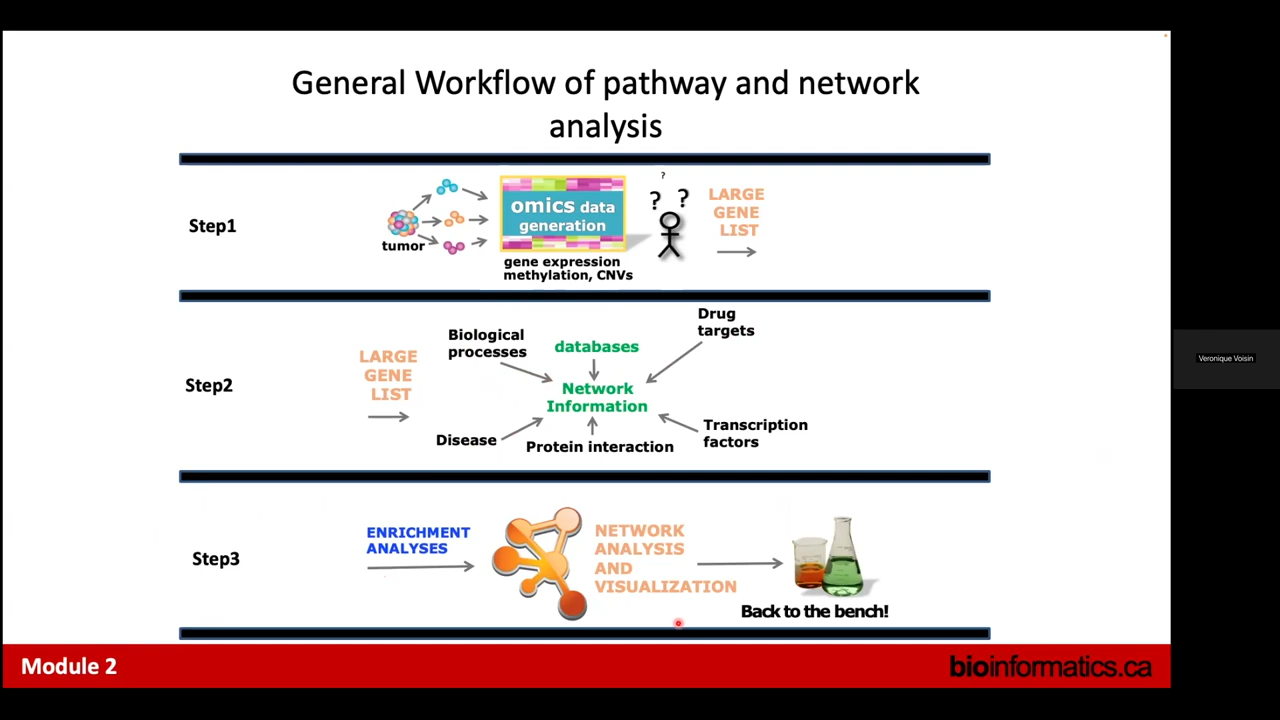 General Workflow of pathway and network
analysis
Step1
tumor
omics data
generation
gene expression
methylation, CNVs
?
? ?
LARGE
GENE
LIST
Step2
LARGE
GENE
LIST
Biological
processes
databases
Drug
targets
Network
Information
Disease
Protein interaction
Transcription
factors
Step3
ENRICHMENT
ANALYSES
NETWORK
ANALYSIS
AND
VISUALIZATION
Back to the bench!
Module 2
bioinformatics.ca
Veronique Voisin